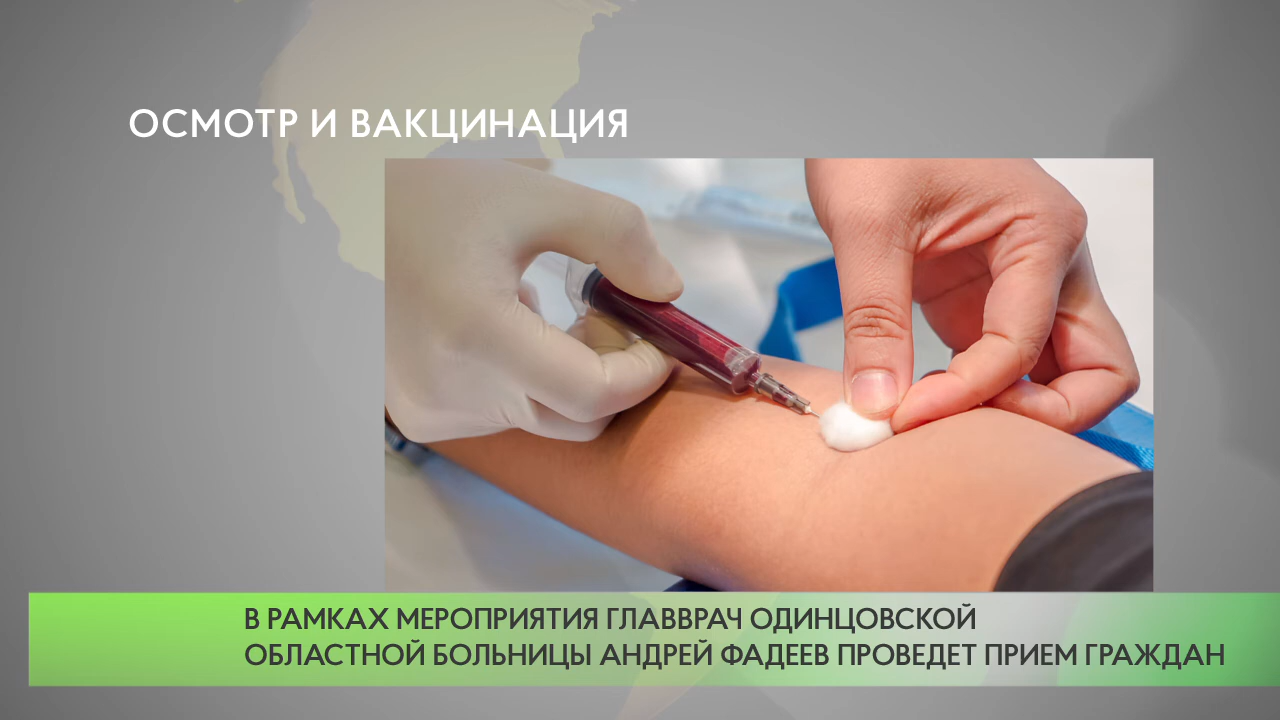 ОСМОТР И ВАКЦИНАЦИЯ
В РАМКАХ МЕРОПРИЯТИЯ ГЛАВВРАЧ ОДИНЦОВСКОЙ
ОБЛАСТНОЙ БОЛЬНИЦЫ АНДРЕЙ ФАДЕЕВ ПРОВЕДЕТ ПРИЕМ ГРАЖДАН